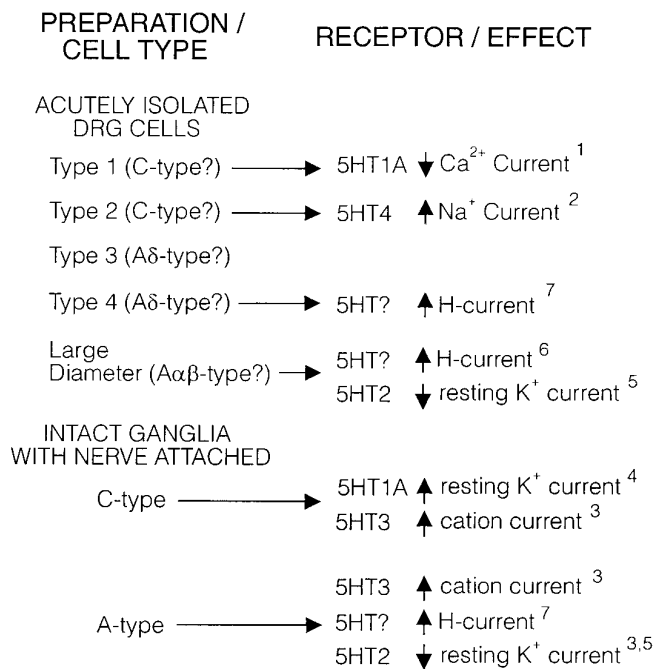 PREPARATION / CELL TYPE RECEPTOR / EFFECT
ACUTELY ISOLATED
DRG CELLS
Type 1 (C-type?) → 5HT1A ↓ Ca²⁺ Current ¹
Type 2 (C-type?) → 5HT4 ↑ Na⁺ Current ²
Type 3 (Aδ-type?)
Type 4 (Aδ-type?) → 5HT? ↑ H-current ⁷
Large
Diameter (Aαβ-type?) → 5HT? ↑ H-current ⁶
5HT2 ↓ resting K⁺ current ⁵
INTACT GANGLIA
WITH NERVE ATTACHED
C-type → 5HT1A ↑ resting K⁺ current ⁴
5HT3 ↑ cation current ³
5HT3 ↑ cation current ³
A-type → 5HT? ↑ H-current ⁷
5HT2 ↓ resting K⁺ current ³,⁵